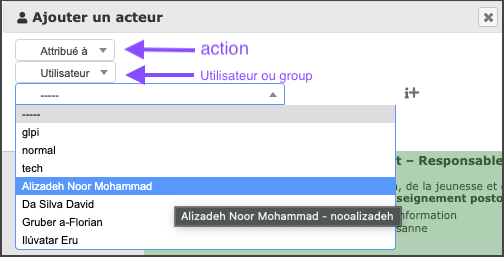 Ajouter un acteur
Attribué à
action
Utilisateur
Utilisateur ou group
-----
i+
-----
glpi
normal
tech
Alizadeh Noor Mohammad
Da Silva David
Gruber a-Florian
Ilúvatar Eru
Alizadeh Noor Mohammad - nooalizadeh
t – Responsable
, de la jeunesse et d
seignement posto
nformation
sanne